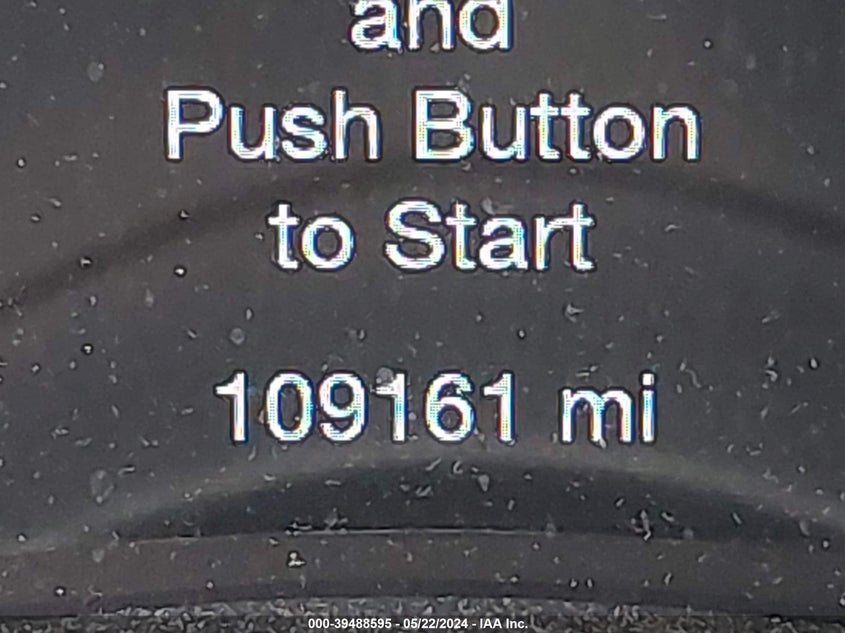 and
Push Button
to Start
109161 mi
000-39488595 - 05/22/2024 - IAA Inc.